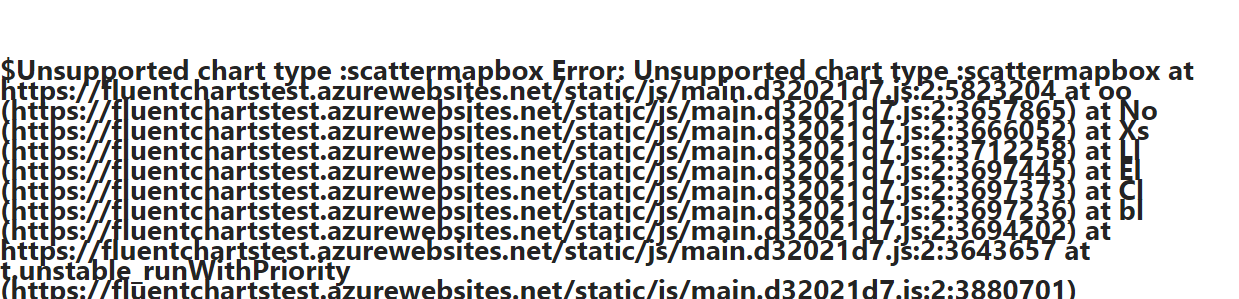 $Unsupported chart type :scattermapbox Error: Unsupported chart type :scattermapbox at
https://fluentchartstest.azurewebsites.net/static/js/main.d32021d7.js:2:5823204 at oo
(https://fluentchartstest.azurewebsites.net/static/js/main.d32021d7.js:2:3657865) at No
(https://fluentchartstest.azurewebsites.net/static/js/main.d32021d7.js:2:3666052) at Xs
(https://fluentchartstest.azurewebsites.net/static/js/main.d32021d7.js:2:3712258) at Ll
(https://fluentchartstest.azurewebsites.net/static/js/main.d32021d7.js:2:3697445) at El
(https://fluentchartstest.azurewebsites.net/static/js/main.d32021d7.js:2:3697373) at Cl
(https://fluentchartstest.azurewebsites.net/static/js/main.d32021d7.js:2:3697236) at bl
(https://fluentchartstest.azurewebsites.net/static/js/main.d32021d7.js:2:3694202) at
https://fluentchartstest.azurewebsites.net/static/js/main.d32021d7.js:2:3643657 at
t.unstable_runWithPriority
(https://fluentchartstest.azurewebsites.net/static/js/main.d32021d7.js:2:3880701)